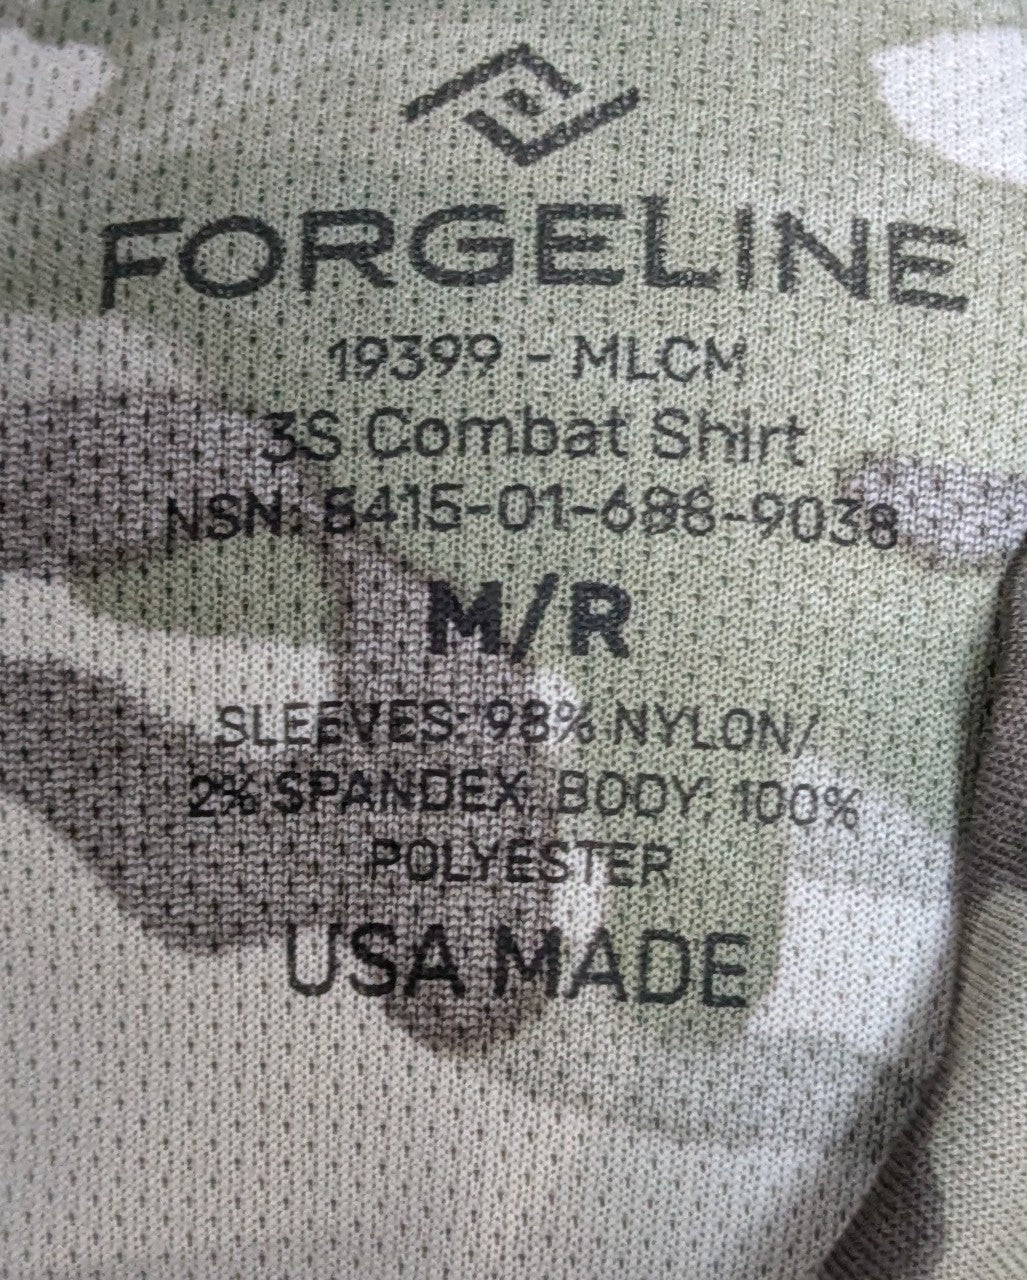 FORGELINE
19399 - MLCM
3S Combat Shirt
NSN: 8415-01-688-9038
M/R
SLEEVES: 98% NYLON/
2% SPANDEX, BODY: 100%
POLYESTER
USA MADE